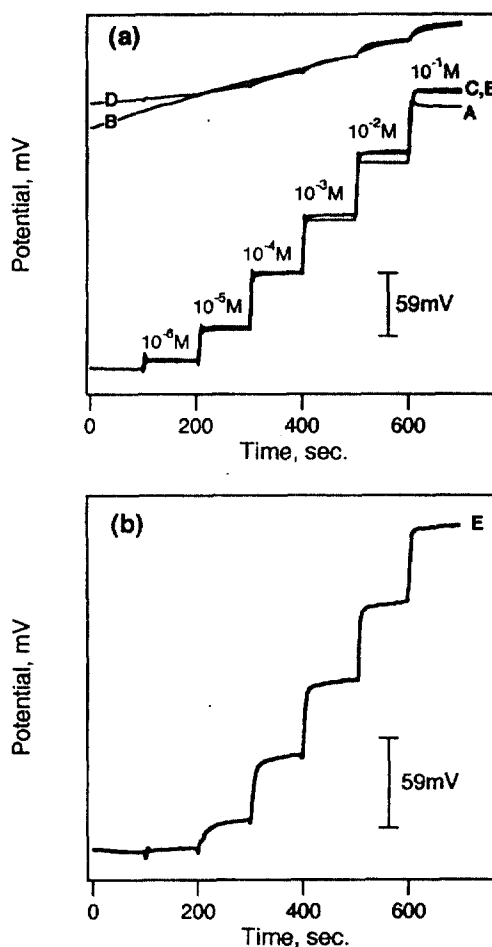 (a)
D
B
10⁻¹M
C,E
A
10⁻²M
10⁻³M
10⁻⁴M
10⁻⁵M
10⁻⁶M
59mV
Potential, mV
0
200
400
600
Time, sec.
(b)
E
59mV
Potential, mV
0
200
400
600
Time, sec.